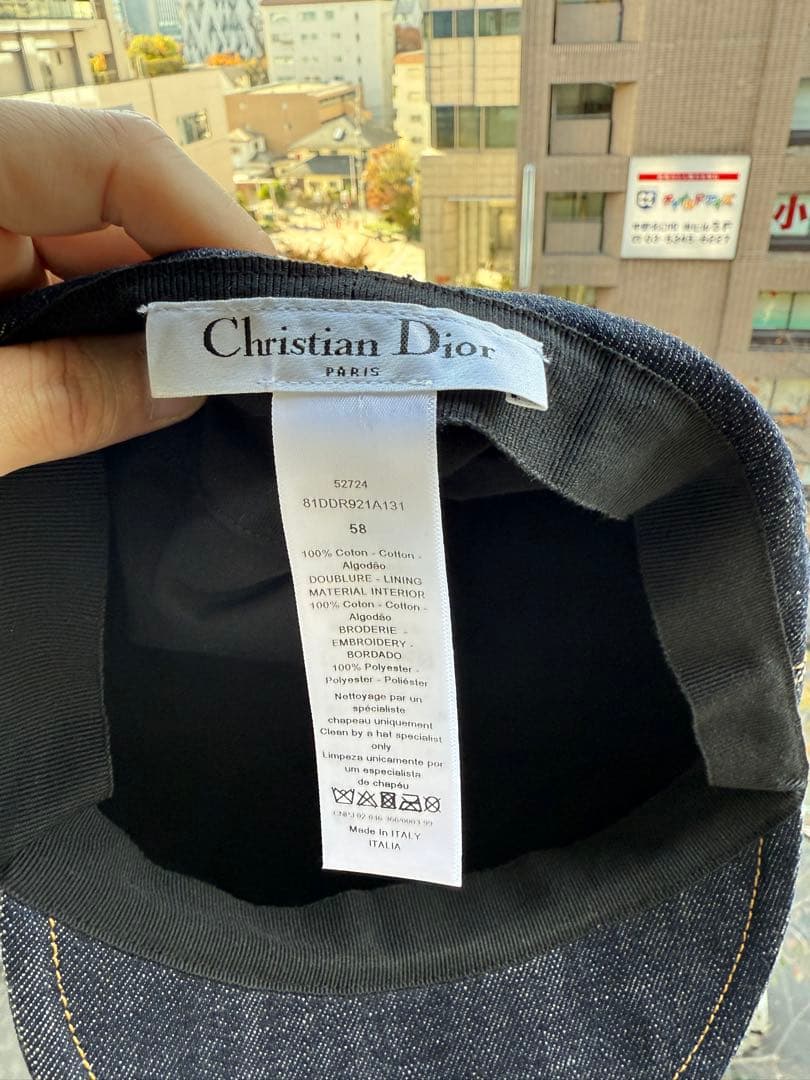 Christian Dior
PARIS
52724
81DDR921A131
58
100% Coton - Cotton -
Algodão
DOUBLURE - LINING
MATERIAL INTERIOR
100% Coton - Cotton -
Algodão
BRODERIE -
EMBROIDERY -
BORDADO
100% Polyester -
Polyester - Poliéster
Nettoyage par un
spécialiste
chapeau uniquement
Clean by a hat specialist
only
Limpeza unicamente por
um especialista
de chapéu
Made in ITALY
ITALIA
小